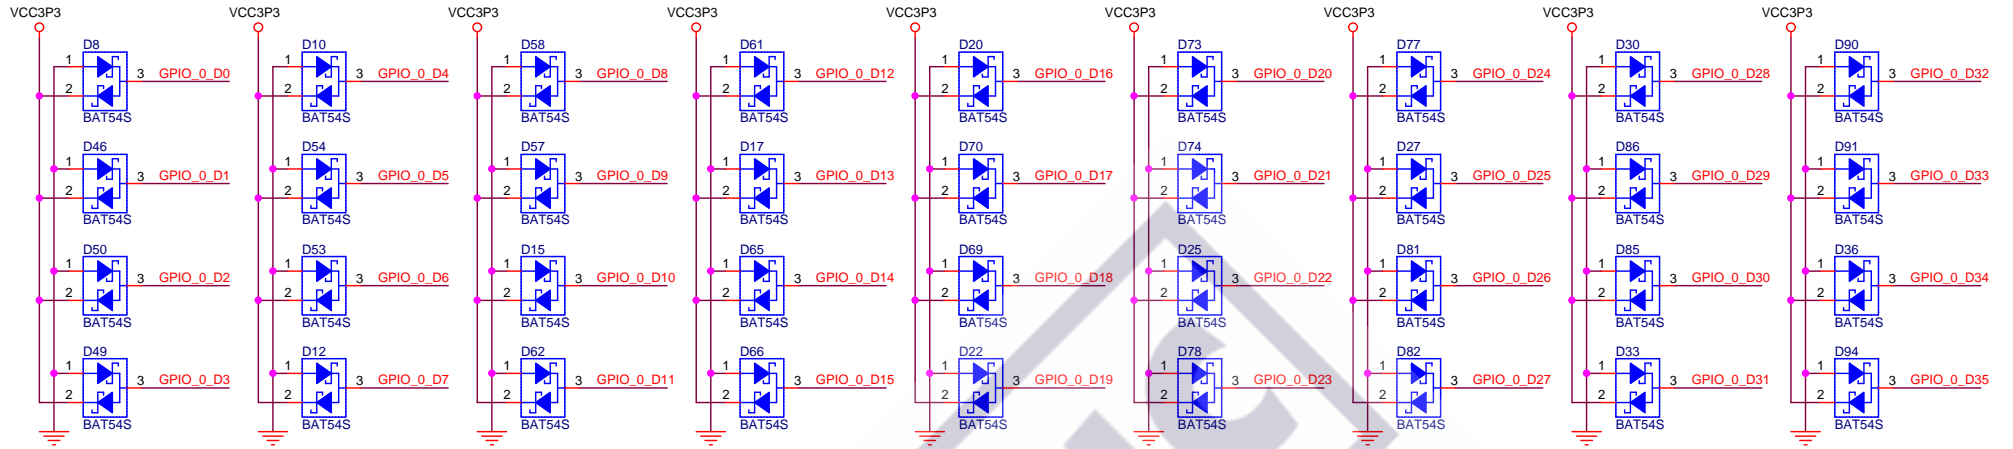 VCC3P3 VCC3P3 VCC3P3 VCC3P3 VCC3P3 VCC3P3 VCC3P3 VCC3P3 VCC3P3
D8 D10 D58 D61 D20 D73 D77 D30 D90
1 1 1 1 1 1 1 1 1
3 GPIO_0_D0 3 GPIO_0_D4 3 GPIO_0_D8 3 GPIO_0_D12 3 GPIO_0_D16 3 GPIO_0_D20 3 GPIO_0_D24 3 GPIO_0_D28 3 GPIO_0_D32
2 2 2 2 2 2 2 2 2
BAT54S BAT54S BAT54S BAT54S BAT54S BAT54S BAT54S BAT54S BAT54S
D46 D54 D57 D17 D70 D74 D27 D86 D91
1 1 1 1 1 1 1 1 1
3 GPIO_0_D1 3 GPIO_0_D5 3 GPIO_0_D9 3 GPIO_0_D13 3 GPIO_0_D17 3 GPIO_0_D21 3 GPIO_0_D25 3 GPIO_0_D29 3 GPIO_0_D33
2 2 2 2 2 2 2 2 2
BAT54S BAT54S BAT54S BAT54S BAT54S BAT54S BAT54S BAT54S BAT54S
D50 D53 D15 D65 D69 D25 D81 D85 D36
1 1 1 1 1 1 1 1 1
3 GPIO_0_D2 3 GPIO_0_D6 3 GPIO_0_D10 3 GPIO_0_D14 3 GPIO_0_D18 3 GPIO_0_D22 3 GPIO_0_D26 3 GPIO_0_D30 3 GPIO_0_D34
2 2 2 2 2 2 2 2 2
BAT54S BAT54S BAT54S BAT54S BAT54S BAT54S BAT54S BAT54S BAT54S
D49 D12 D62 D66 D22 D78 D82 D33 D94
1 1 1 1 1 1 1 1 1
3 GPIO_0_D3 3 GPIO_0_D7 3 GPIO_0_D11 3 GPIO_0_D15 3 GPIO_0_D19 3 GPIO_0_D23 3 GPIO_0_D27 3 GPIO_0_D31 3 GPIO_0_D35
2 2 2 2 2 2 2 2 2
BAT54S BAT54S BAT54S BAT54S BAT54S BAT54S BAT54S BAT54S BAT54S